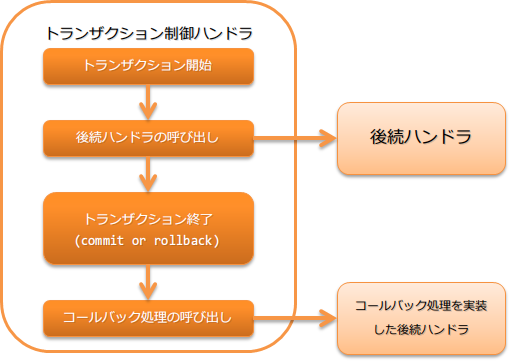 トランザクション制御ハンドラ
トランザクション開始
後続ハンドラの呼び出し
後続ハンドラ
トランザクション終了
(commit or rollback)
コールバック処理の呼び出し
コールバック処理を実装
した後続ハンドラ